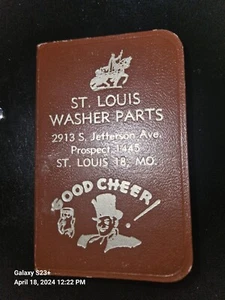 ST. LOUIS
WASHER PARTS
2913 S. Jefferson Ave.
Prospect 1445
ST. LOUIS 18, MO.
GOOD CHEER!
Galaxy S23+
April 18, 2024 12:22 PM